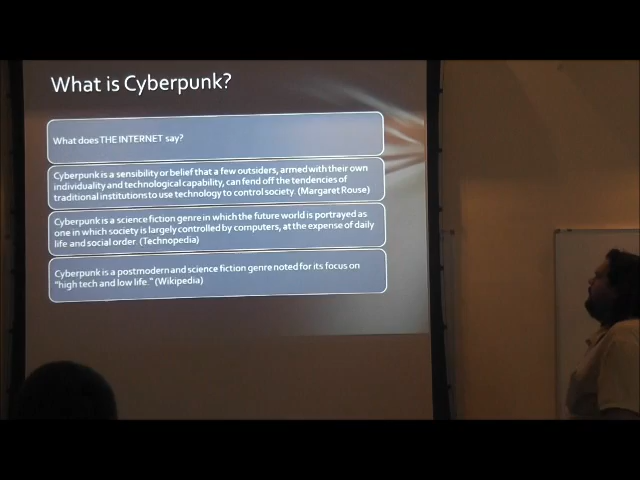 What is Cyberpunk?
What does THE INTERNET say?
Cyberpunk is a sensibility or belief that a few outsiders, armed with their own
individuality and technological capability, can fend off the tendencies of
traditional institutions to use technology to control society. (Margaret Rouse)
Cyberpunk is a science fiction genre in which the future world is portrayed as
one in which society is largely controlled by computers, at the expense of daily
life and social order. (Technopedia)
Cyberpunk is a postmodern and science fiction genre noted for its focus on
"high tech and low life." (Wikipedia)